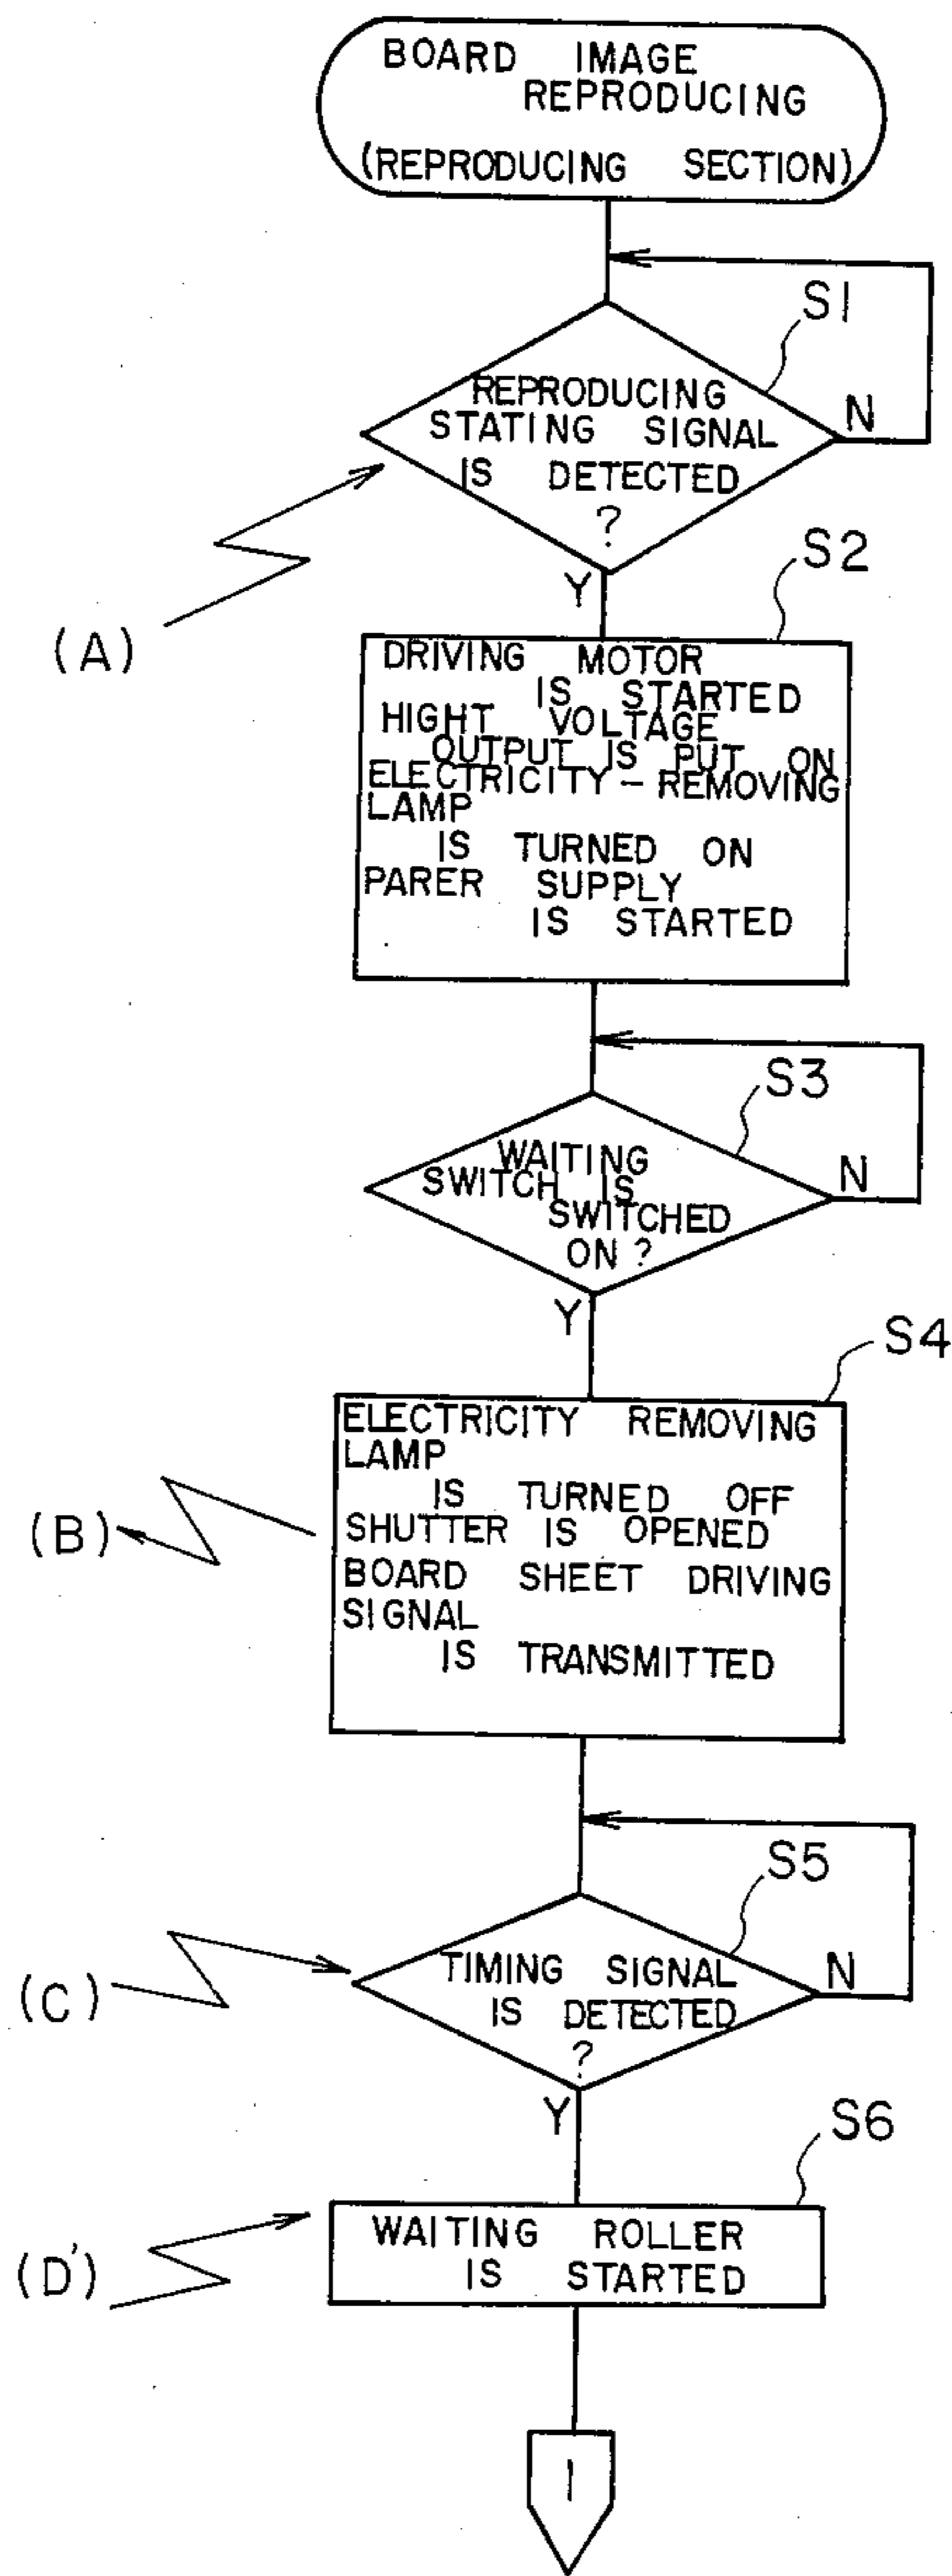 BOARD IMAGE
REPRODUCING
(REPRODUCING SECTION)
S1
REPRODUCING
STATING SIGNAL
IS DETECTED
?
N
Y
(A)
S2
DRIVING MOTOR
IS STARTED
HIGHT VOLTAGE
OUTPUT IS PUT ON
ELECTRICITY - REMOVING
LAMP
IS TURNED ON
PARER SUPPLY
IS STARTED
S3
WAITING
SWITCH IS
SWITCHED
ON ?
N
Y
S4
ELECTRICITY REMOVING
LAMP
IS TURNED OFF
SHUTTER IS OPENED
BOARD SHEET DRIVING
SIGNAL
IS TRANSMITTED
(B)
S5
TIMING SIGNAL
IS DETECTED
?
N
Y
(C)
S6
WAITING ROLLER
IS STARTED
(D')
1